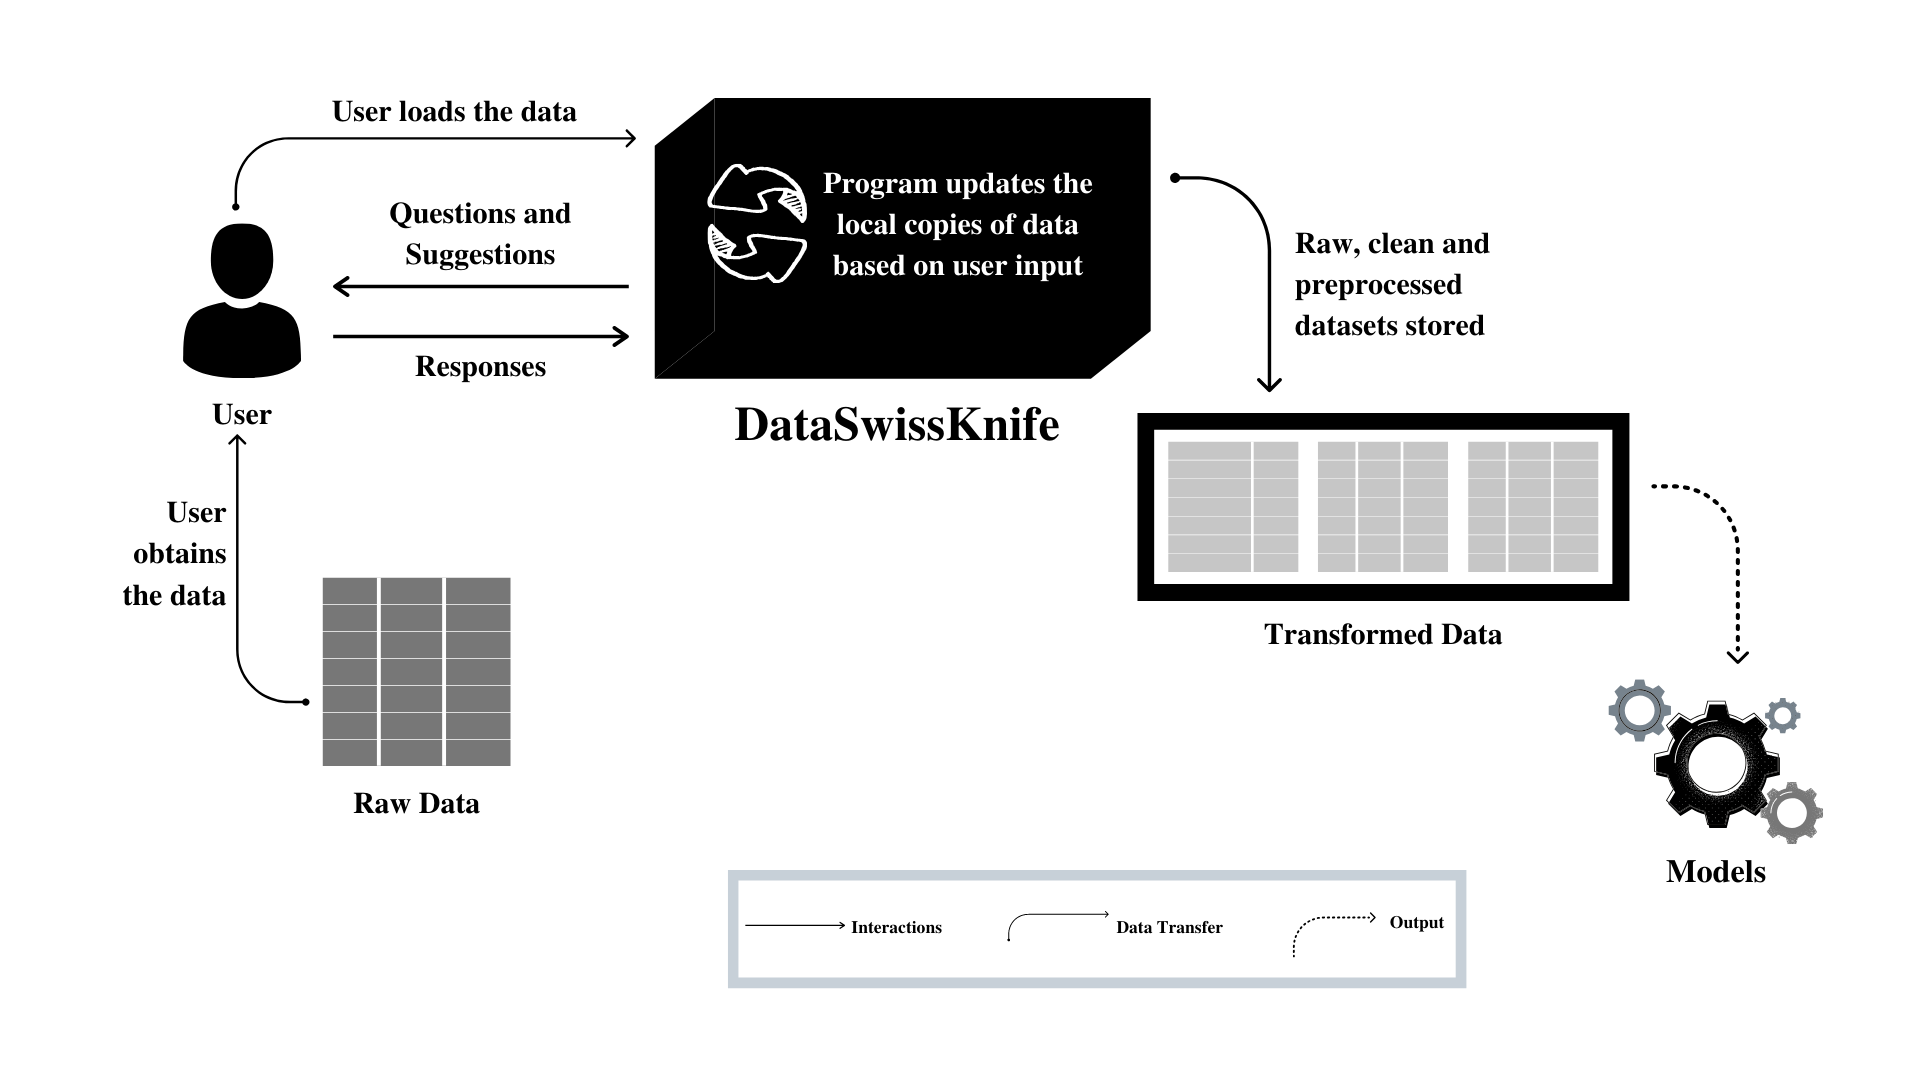 User loads the data
Questions and
Suggestions
Responses
User
User
obtains
the data
Raw Data
Program updates the
local copies of data
based on user input
DataSwissKnife
Raw, clean and
preprocessed
datasets stored
Transformed Data
Models
Interactions
Data Transfer
Output